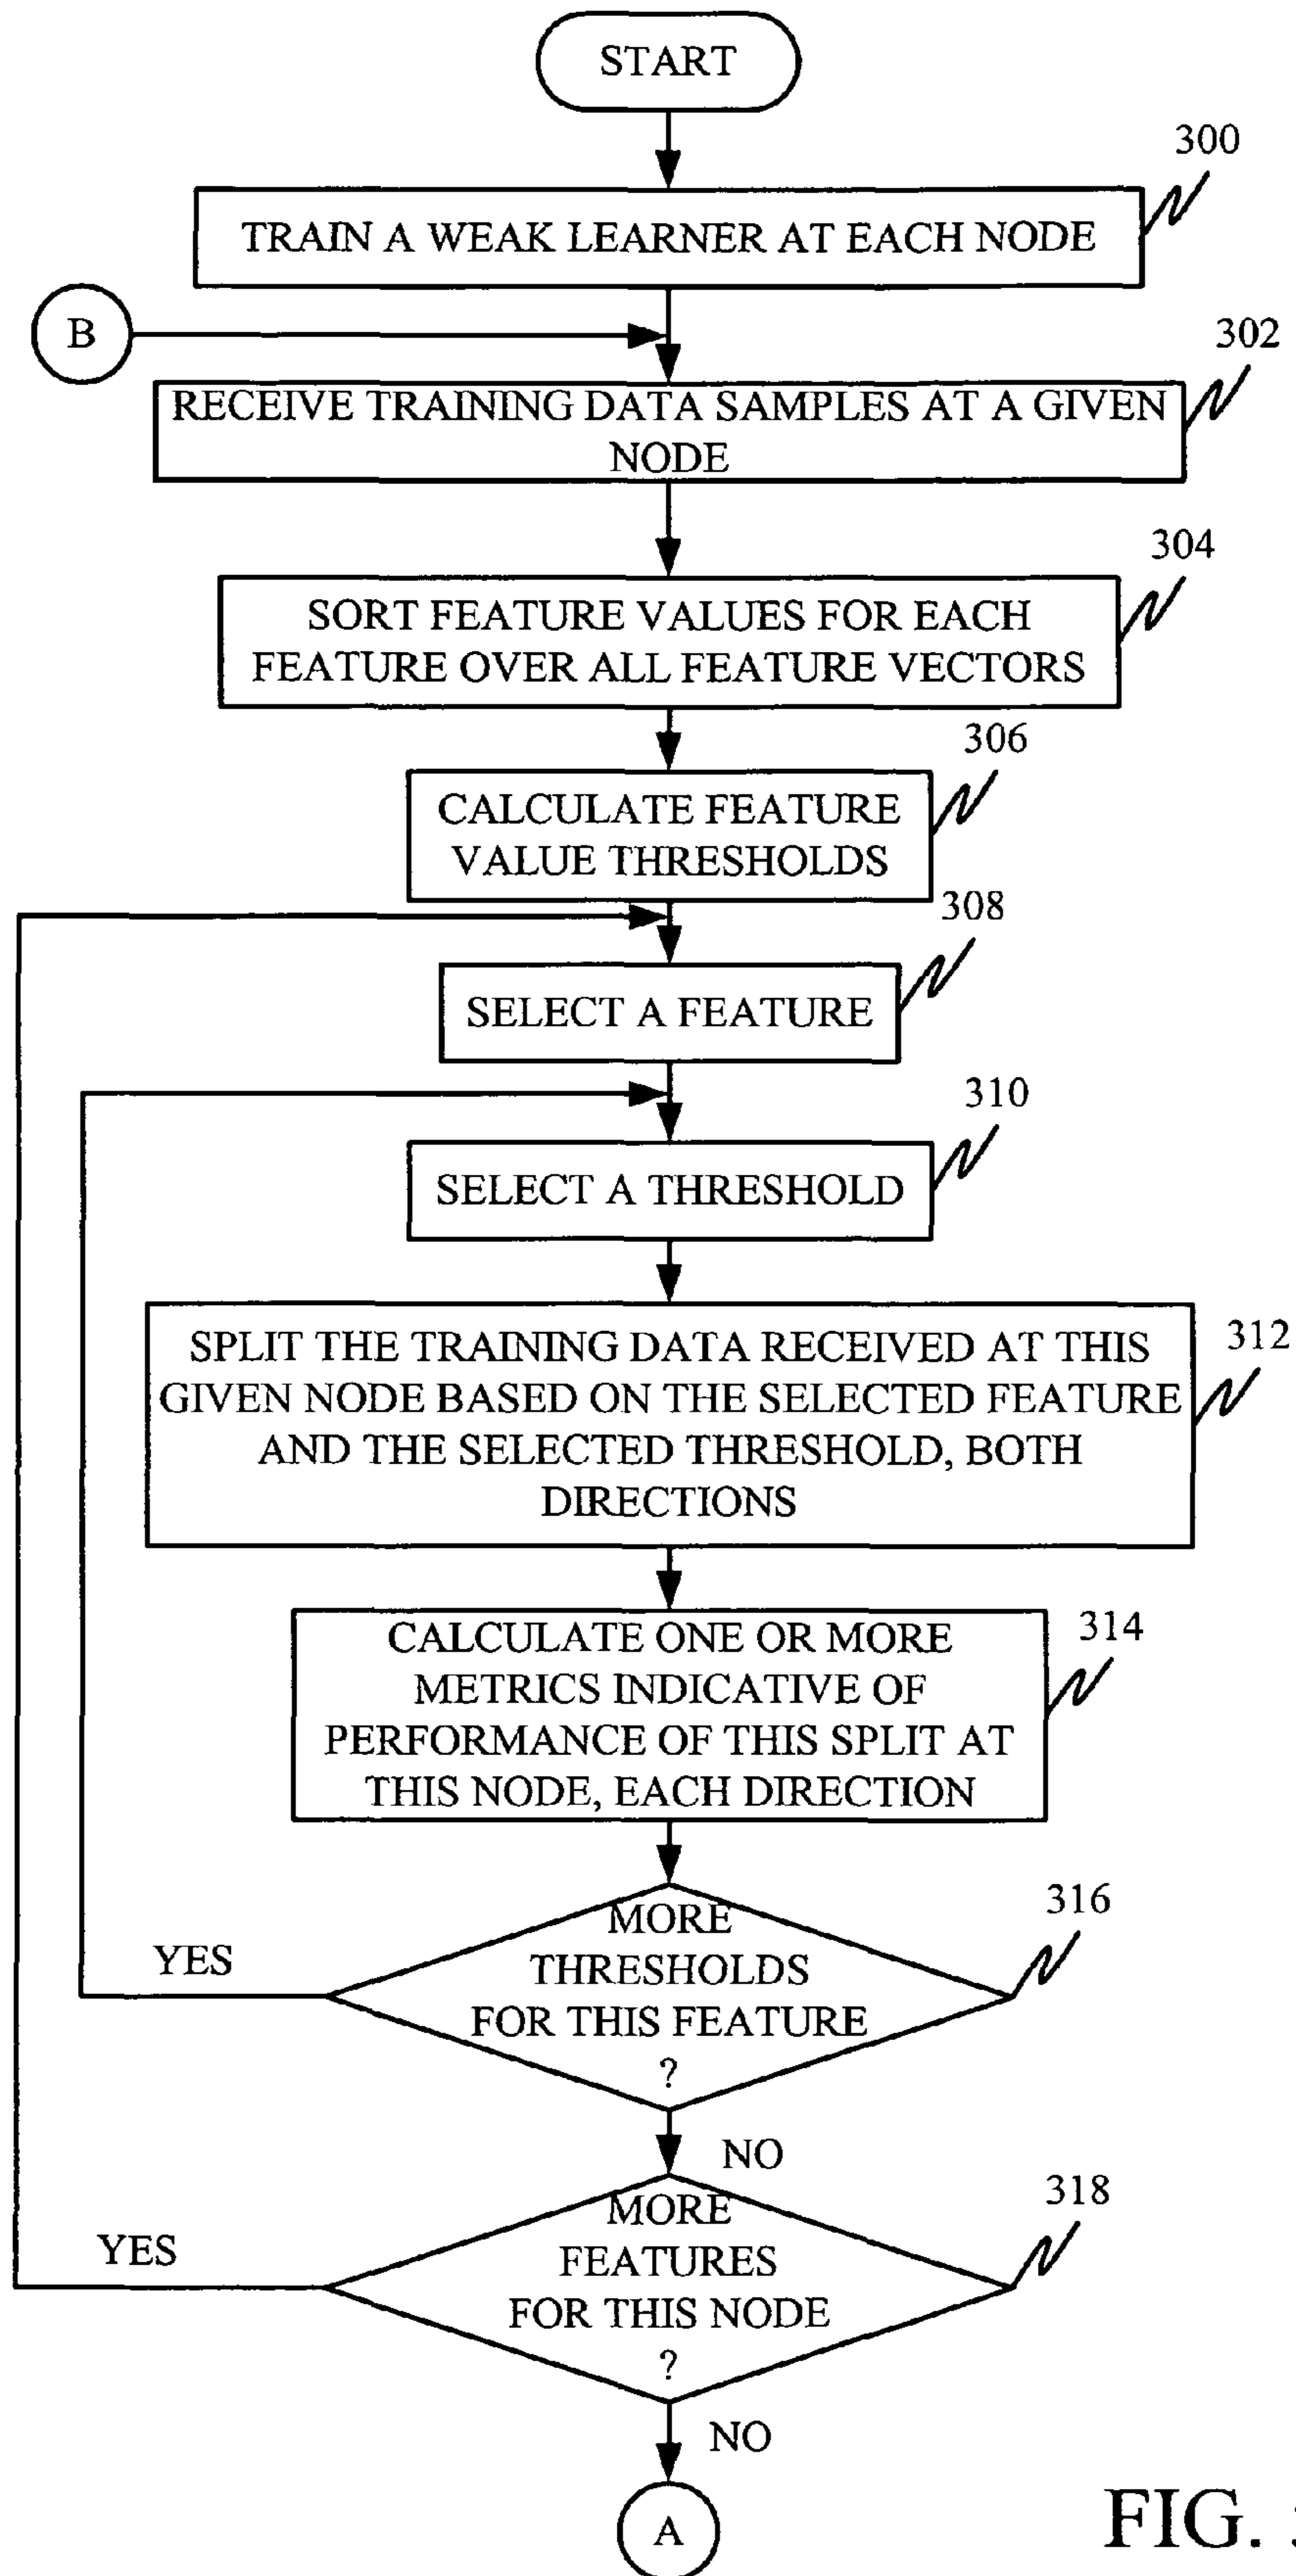 START
300
TRAIN A WEAK LEARNER AT EACH NODE
B
302
RECEIVE TRAINING DATA SAMPLES AT A GIVEN
NODE
304
SORT FEATURE VALUES FOR EACH
FEATURE OVER ALL FEATURE VECTORS
306
CALCULATE FEATURE
VALUE THRESHOLDS
308
SELECT A FEATURE
310
SELECT A THRESHOLD
312
SPLIT THE TRAINING DATA RECEIVED AT THIS
GIVEN NODE BASED ON THE SELECTED FEATURE
AND THE SELECTED THRESHOLD, BOTH
DIRECTIONS
314
CALCULATE ONE OR MORE
METRICS INDICATIVE OF
PERFORMANCE OF THIS SPLIT AT
THIS NODE, EACH DIRECTION
316
MORE
THRESHOLDS
FOR THIS FEATURE
?
YES
NO
318
MORE
FEATURES
FOR THIS NODE
?
YES
NO
A
FIG.